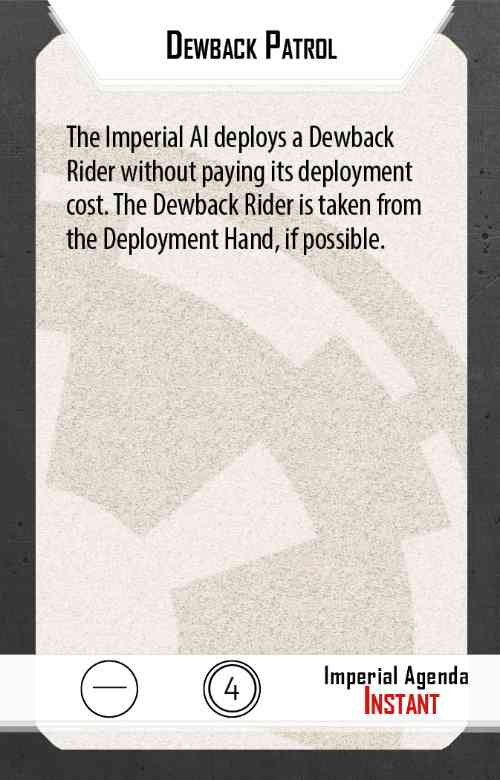 Dewback Patrol
The Imperial AI deploys a Dewback
Rider without paying its deployment
cost. The Dewback Rider is taken from
the Deployment Hand, if possible.
— 4 Imperial Agenda
Instant